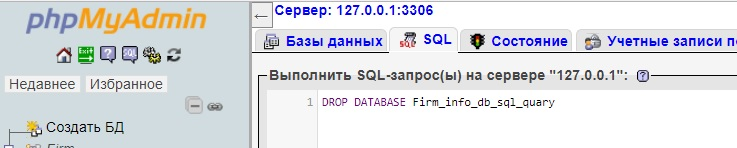 phpMyAdmin
Недавнее Избранное
Создать БД
Firm
Сервер: 127.0.0.1:3306
Базы данных SQL Состояние Учетные записи
Выполнить SQL-запрос(ы) на сервере "127.0.0.1":
1 DROP DATABASE Firm_info_db_sql_quary